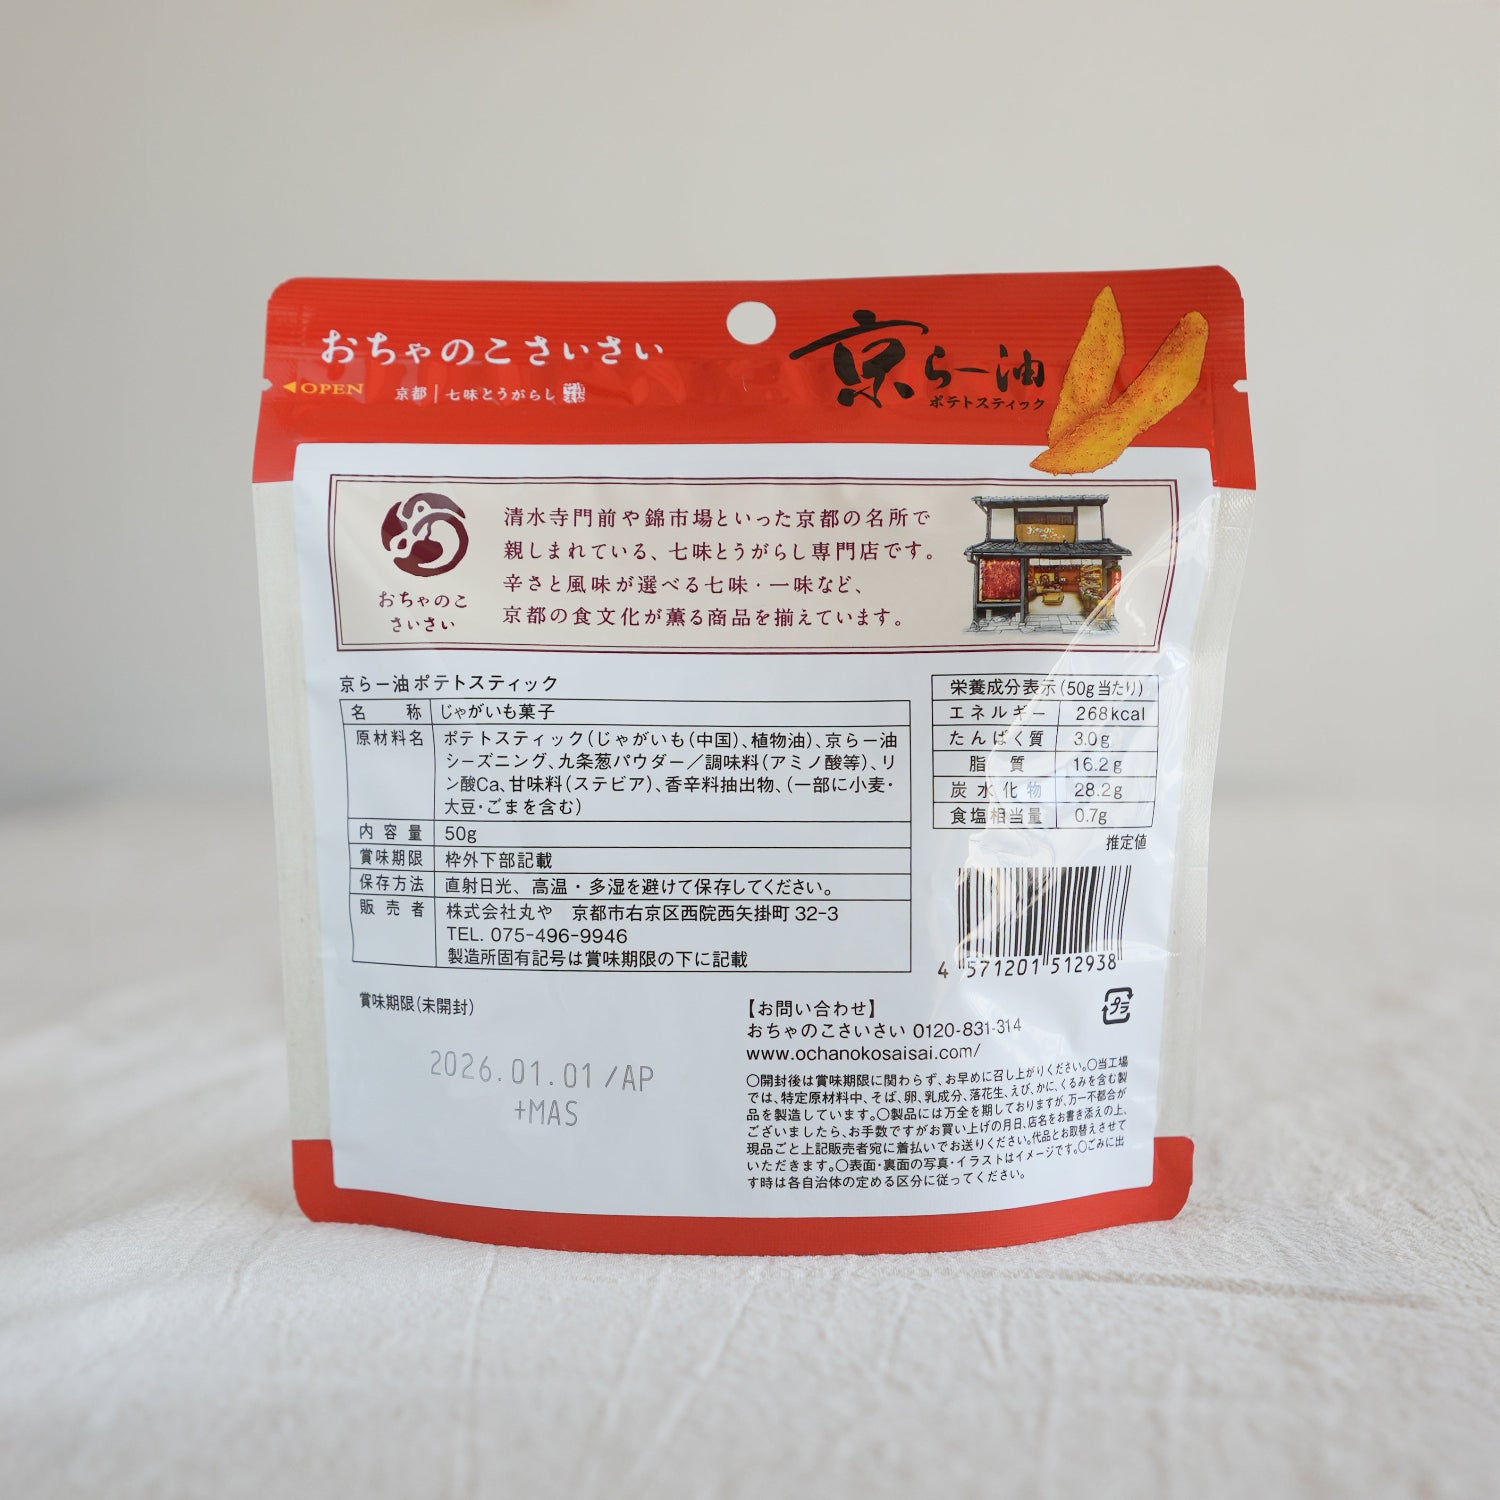 おちゃのこさいさい
◀OPEN
京都｜七味とうがらし
京らー油
ポテトスティック
おちゃのこ
さいさい
清水寺門前や錦市場といった京都の名所で
親しまれている、七味とうがらし専門店です。
辛さと風味が選べる七味・一味など、
京都の食文化が薫る商品を揃えています。
京らー油ポテトスティック
名称 じゃがいも菓子
原材料名 ポテトスティック(じゃがいも(中国)、植物油)、京らー油
シーズニング、九条葱パウダー／調味料(アミノ酸等)、リ
ン酸Ca、甘味料(ステビア)、香辛料抽出物、(一部に小麦・
大豆・ごまを含む)
内容量 50g
賞味期限 枠外下部記載
保存方法 直射日光、高温・多湿を避けて保存してください。
販売者 株式会社丸や 京都市右京区西院西矢掛町32-3
TEL. 075-496-9946
製造所固有記号は賞味期限の下に記載
栄養成分表示(50g当たり)
エネルギー 268kcal
たんぱく質 3.0g
脂質 16.2g
炭水化物 28.2g
食塩相当量 0.7g
推定値
4 571201 512938
プラ
賞味期限(未開封)
2026.01.01/AP
+MAS
【お問い合わせ】
おちゃのこさいさい 0120-831-314
www.ochanokosaisai.com/
○開封後は賞味期限に関わらず、お早めに召し上がりください。○当工場
では、特定原材料中、そば、卵、乳成分、落花生、えび、かに、くるみを含む製
品を製造しています。○製品には万全を期しておりますが、万一不都合が
ございましたら、お手数ですがお買い上げの月日、店名をお書き添えの上、
現品ごと上記販売者宛に着払いでお送りください。代品とお取替えさせて
いただきます。○表面・裏面の写真・イラストはイメージです。○ごみに出
す時は各自治体の定める区分に従ってください。